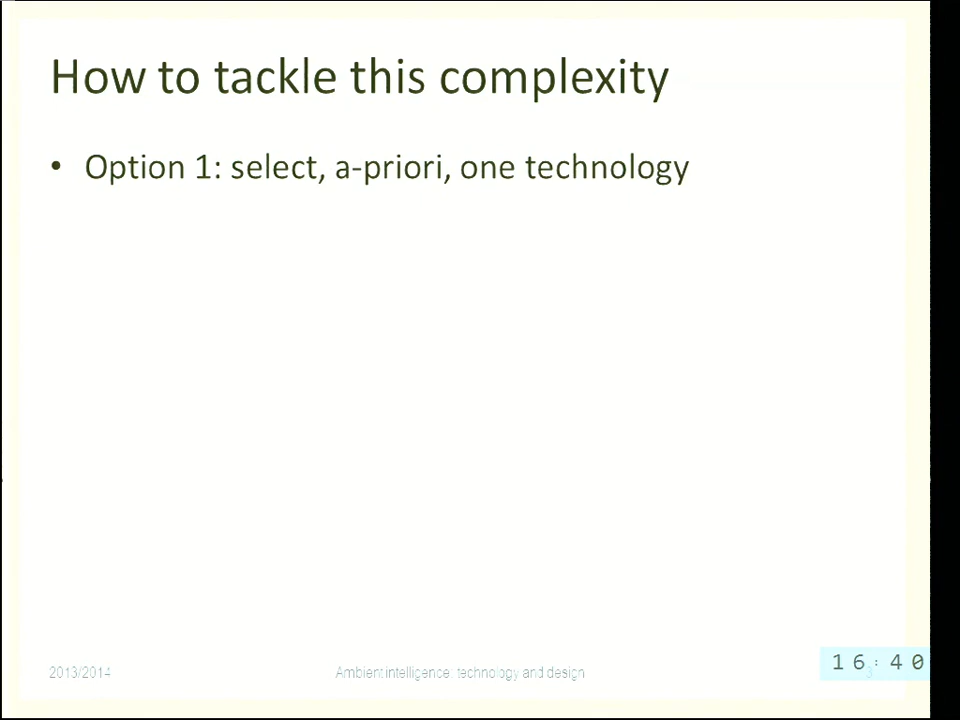 How to tackle this complexity
• Option 1: select, a-priori, one technology
2013/2014
Ambient intelligence: technology and design
3
16:40